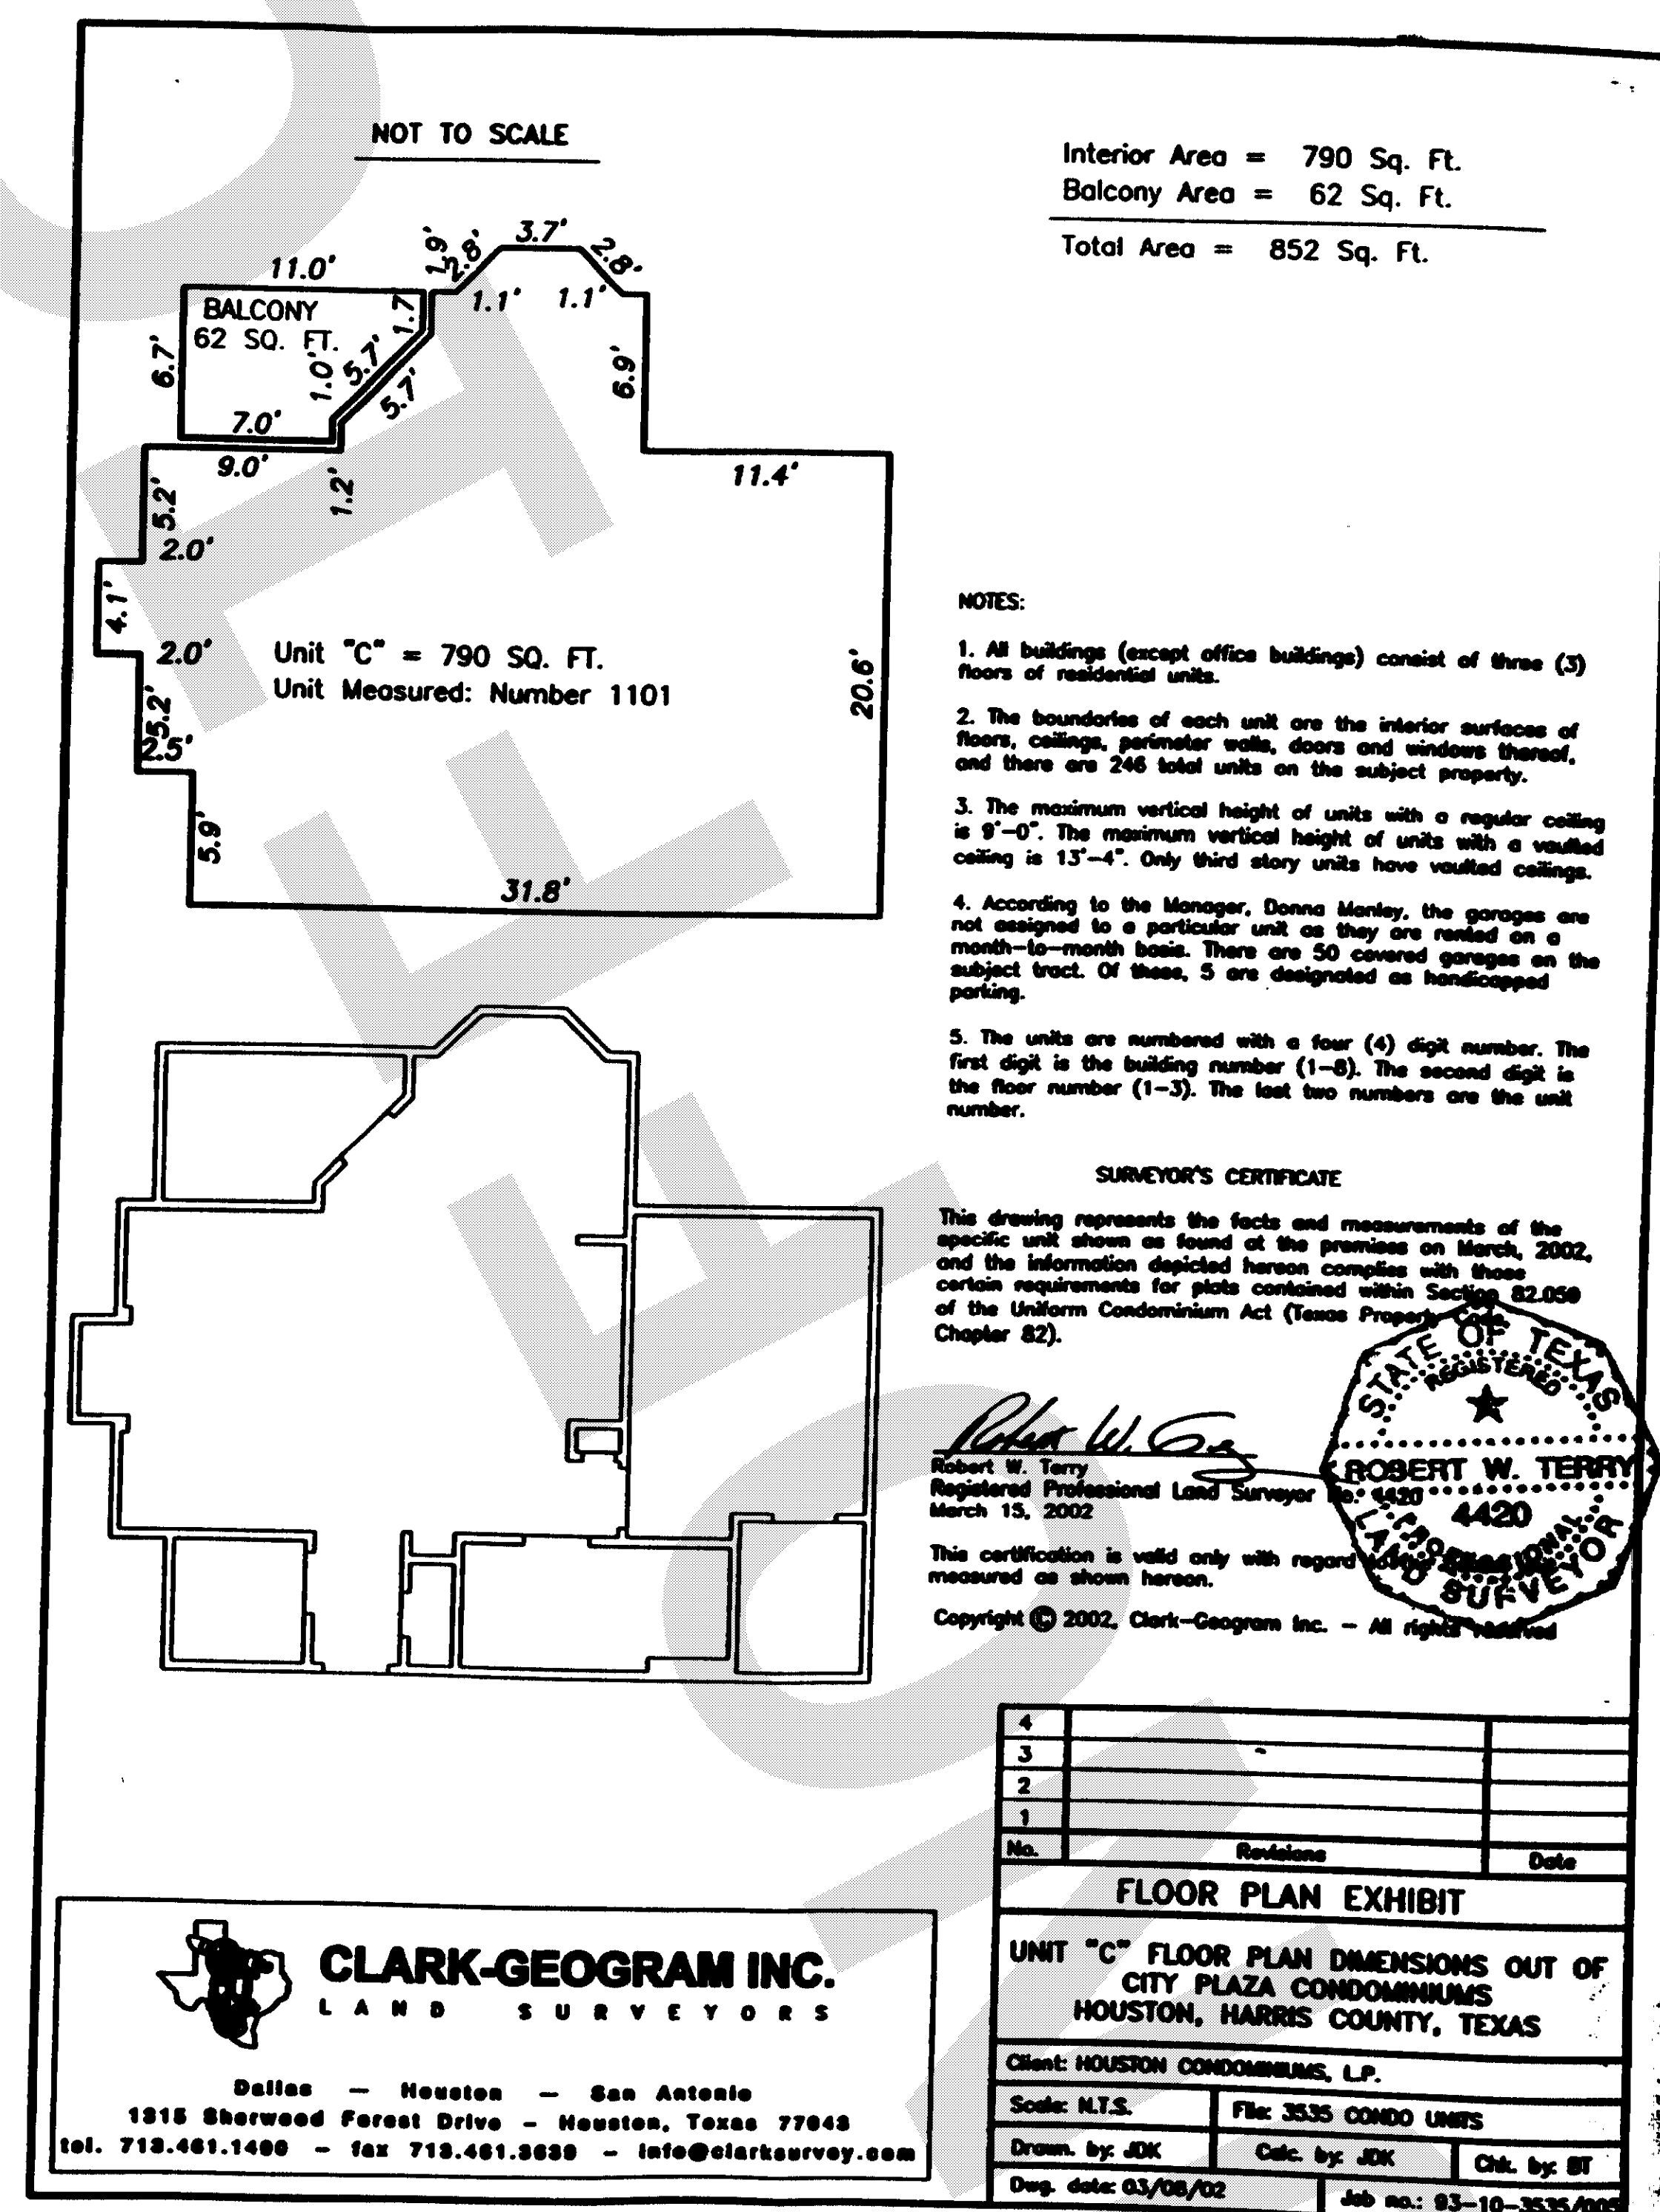 NOT TO SCALE
Interior Area = 790 Sq. Ft.
Balcony Area = 62 Sq. Ft.
Total Area = 852 Sq. Ft.
11.0'
1.9'
2.8'
3.7'
2.8'
1.1'
1.1'
BALCONY
62 SQ. FT.
1.7'
6.7'
1.0'
5.7'
5.7'
6.9'
7.0'
9.0'
1.2'
11.4'
5.2'
2.0'
4.1'
2.0'
Unit "C" = 790 SQ. FT.
Unit Measured: Number 1101
20.6'
5.2'
2.5'
5.9'
31.8'
NOTES:
1. All buildings (except office buildings) consist of three (3)
floors of residential units.
2. The boundaries of each unit are the interior surfaces of
floors, ceilings, perimeter walls, doors and windows thereof,
and there are 246 total units on the subject property.
3. The maximum vertical height of units with a regular ceiling
is 9'-0". The maximum vertical height of units with a vaulted
ceiling is 13'-4". Only third story units have vaulted ceilings.
4. According to the Manager, Donna Manley, the garages are
not assigned to a particular unit as they are rented on a
month-to-month basis. There are 50 covered garages on the
subject tract. Of these, 5 are designated as handicapped
parking.
5. The units are numbered with a four (4) digit number. The
first digit is the building number (1-8). The second digit is
the floor number (1-3). The last two numbers are the unit
number.
SURVEYOR'S CERTIFICATE
This drawing represents the facts and measurements of the
specific unit shown as found at the premises on March, 2002,
and the information depicted hereon complies with those
certain requirements for plats contained within Section 82.059
of the Uniform Condominium Act (Texas Property Code,
Chapter 82).
Robert W. Terry
Registered Professional Land Surveyor No. 4420
March 15, 2002
This certification is valid only with regard
measured as shown hereon.
Copyright © 2002, Clark-Geogram Inc. - All rights reserved
STATE OF TEXAS
REGISTERED
ROBERT W. TERRY
4420
PROFESSIONAL
LAND SURVEYOR
4
3
2
1
No. Revisions Date
FLOOR PLAN EXHIBIT
UNIT "C" FLOOR PLAN DIMENSIONS OUT OF
CITY PLAZA CONDOMINIUMS
HOUSTON, HARRIS COUNTY, TEXAS
Client: HOUSTON CONDOMINIUMS, L.P.
Scale: N.T.S. File: 3535 CONDO UNITS
Drawn. by: JDK Calc. by: JDK Chk. by: BT
Dwg. date: 03/08/02 Job no.: 93-10-3535/005
CLARK-GEOGRAM INC.
LAND SURVEYORS
Dallas — Houston — San Antonio
1315 Sherwood Forest Drive - Houston, Texas 77043
tel. 713.461.1400 - fax 713.461.3639 - info@clarksurvey.com